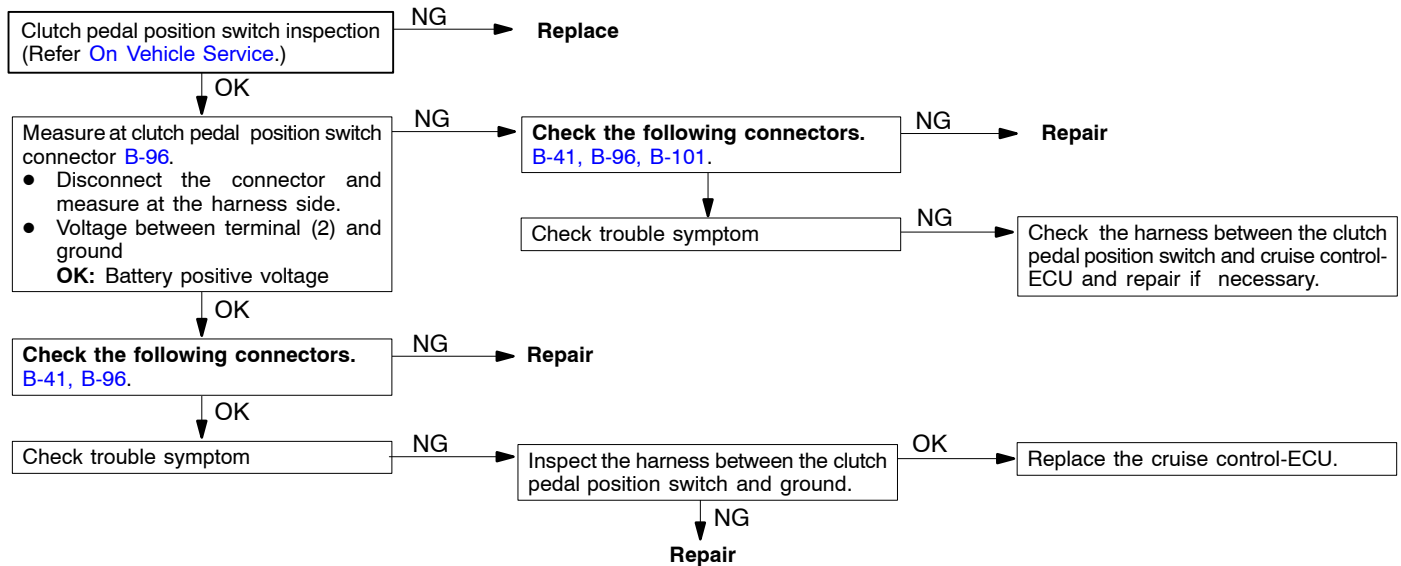 Clutch pedal position switch inspection
(Refer On Vehicle Service.)
NG
Replace
OK
Measure at clutch pedal position switch
connector B-96.
● Disconnect the connector and
measure at the harness side.
● Voltage between terminal (2) and
ground
OK: Battery positive voltage
NG
Check the following connectors.
B-41, B-96, B-101.
NG
Repair
Check trouble symptom
NG
Check the harness between the clutch
pedal position switch and cruise control-
ECU and repair if necessary.
OK
Check the following connectors.
B-41, B-96.
NG
Repair
OK
Check trouble symptom
NG
Inspect the harness between the clutch
pedal position switch and ground.
OK
Replace the cruise control-ECU.
NG
Repair